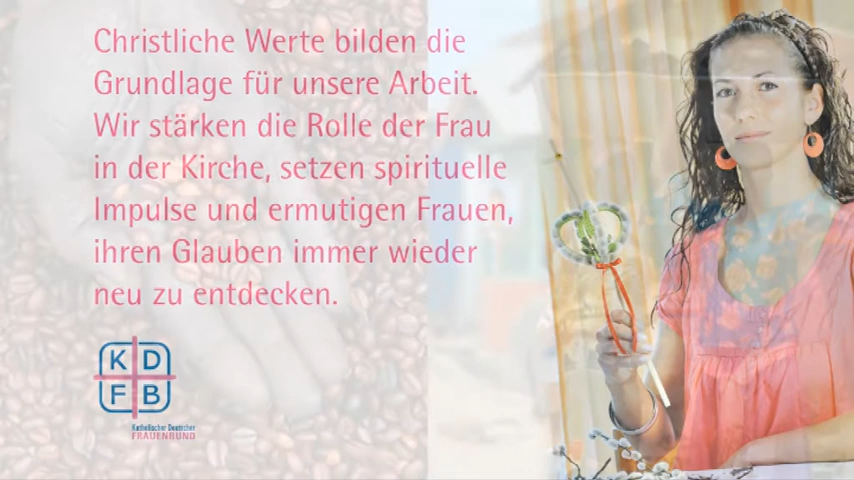 Christliche Werte bilden die
Grundlage für unsere Arbeit.
Wir stärken die Rolle der Frau
in der Kirche, setzen spirituelle
Impulse und ermutigen Frauen,
ihren Glauben immer wieder
neu zu entdecken.
K D
F B
Katholischer Deutscher
FRAUENBUND